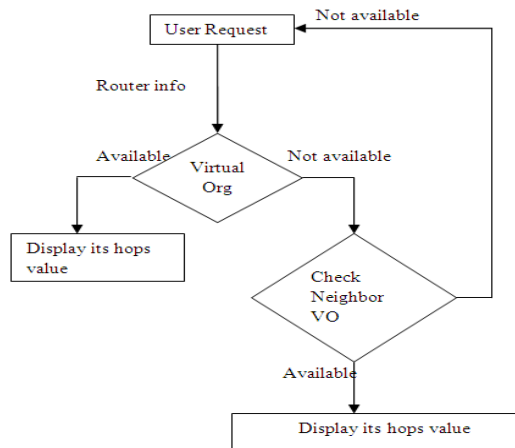 Not available
User Request
Router info
Available
Not available
Virtual
Org
Display its hops
value
Check
Neighbor
VO
Available
Display its hops value